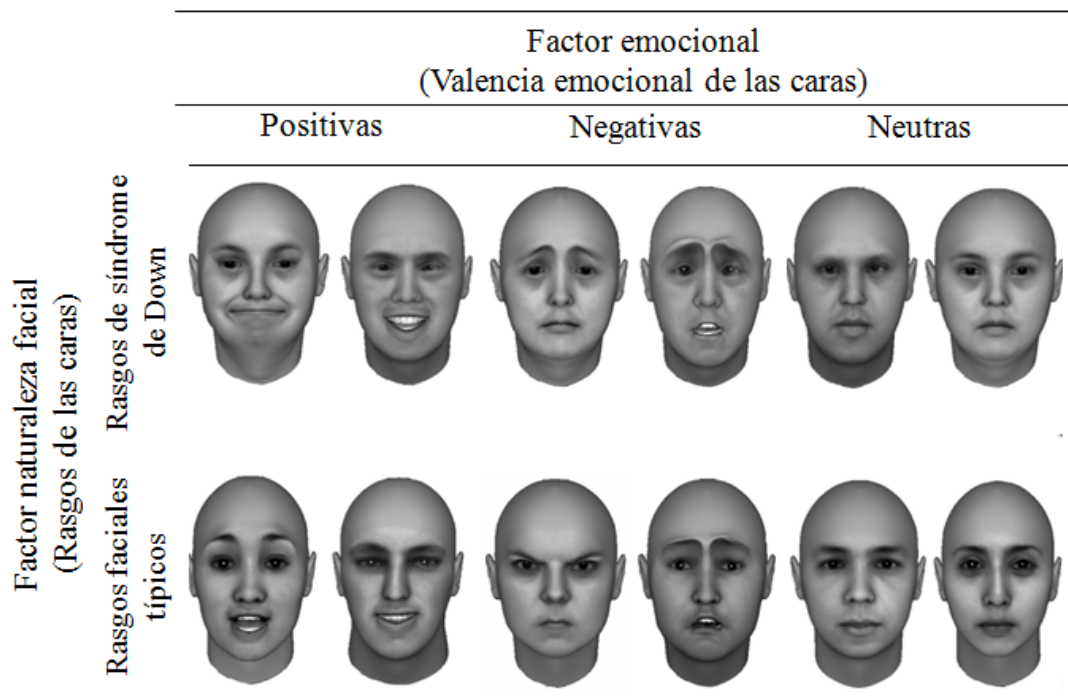 Factor emocional
(Valencia emocional de las caras)
Positivas
Negativas
Neutras
Factor naturaleza facial
(Rasgos de las caras)
Rasgos de síndrome
de Down
Rasgos faciales
típicos